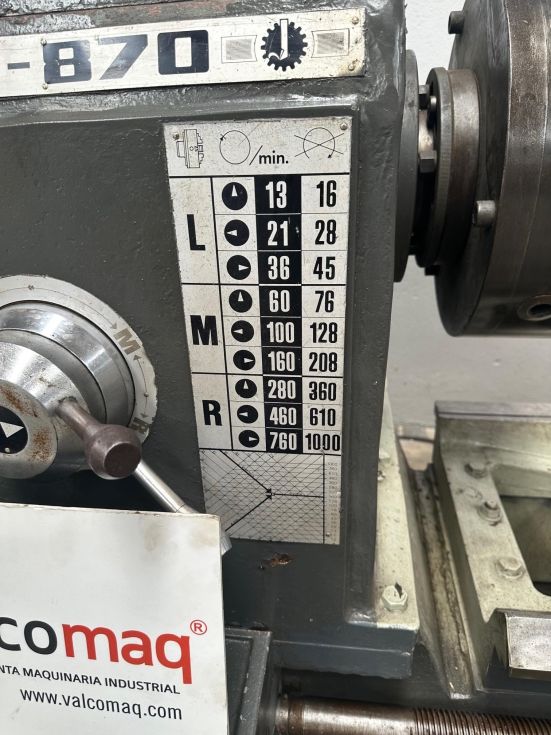 -870
/min.
L
13 16
21 28
36 45
M
60 76
100 128
160 208
R
280 360
460 610
760 1000
M
R
comaq®
NTA MAQUINARIA INDUSTRIAL
www.valcomaq.com